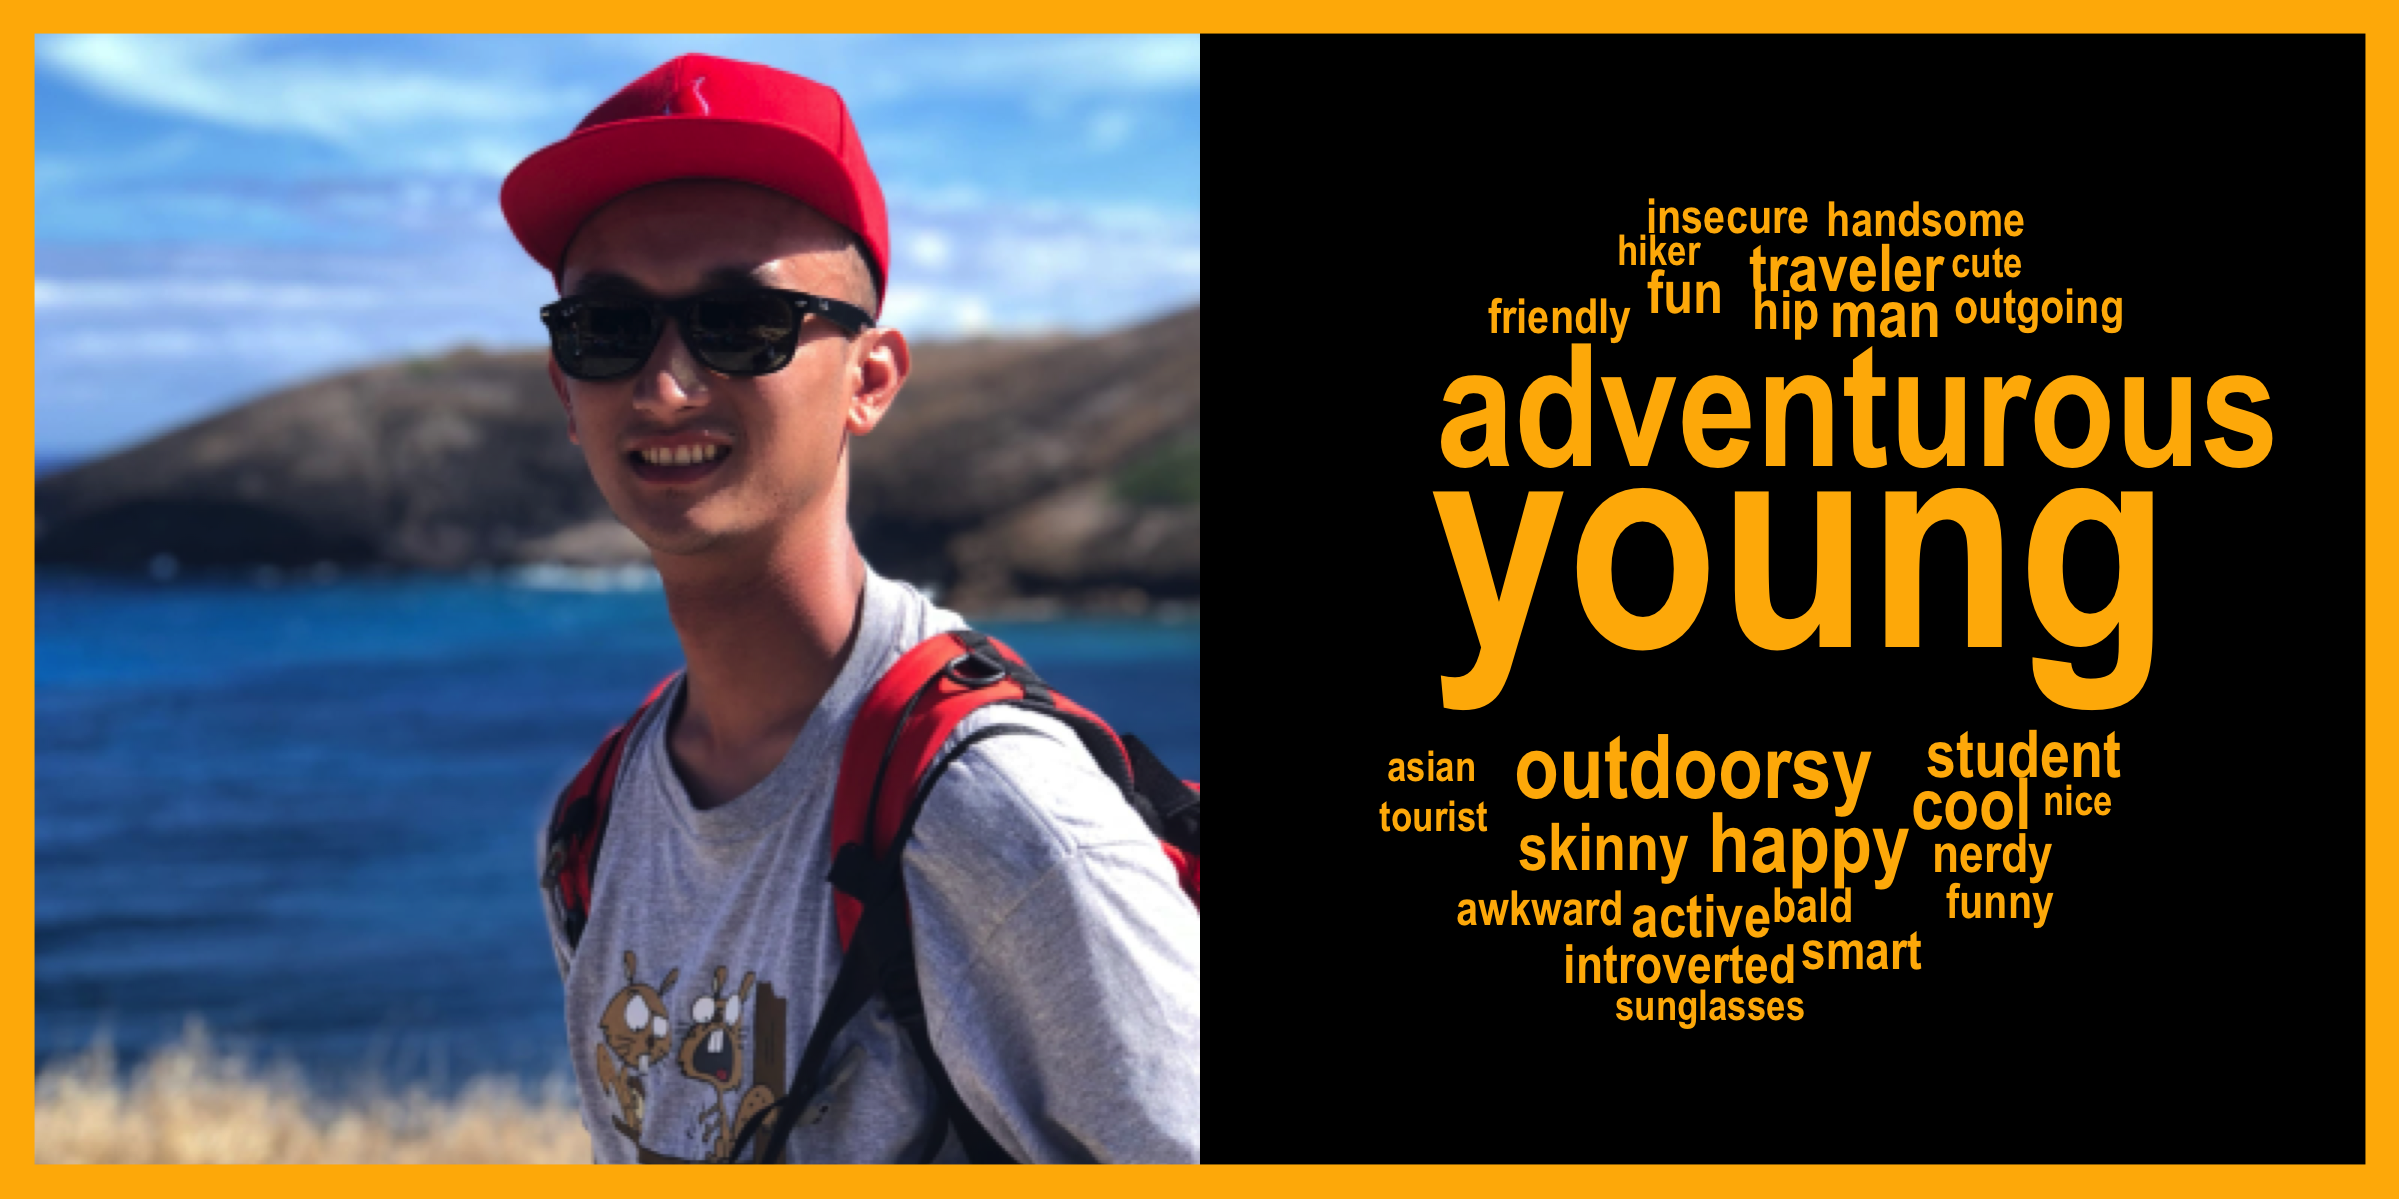 insecure handsome
hiker traveler cute
friendly fun hip man outgoing
adventurous
young
asian outdoorsy student
tourist skinny happy cool nice
nerdy
awkward active bald funny
introverted smart
sunglasses